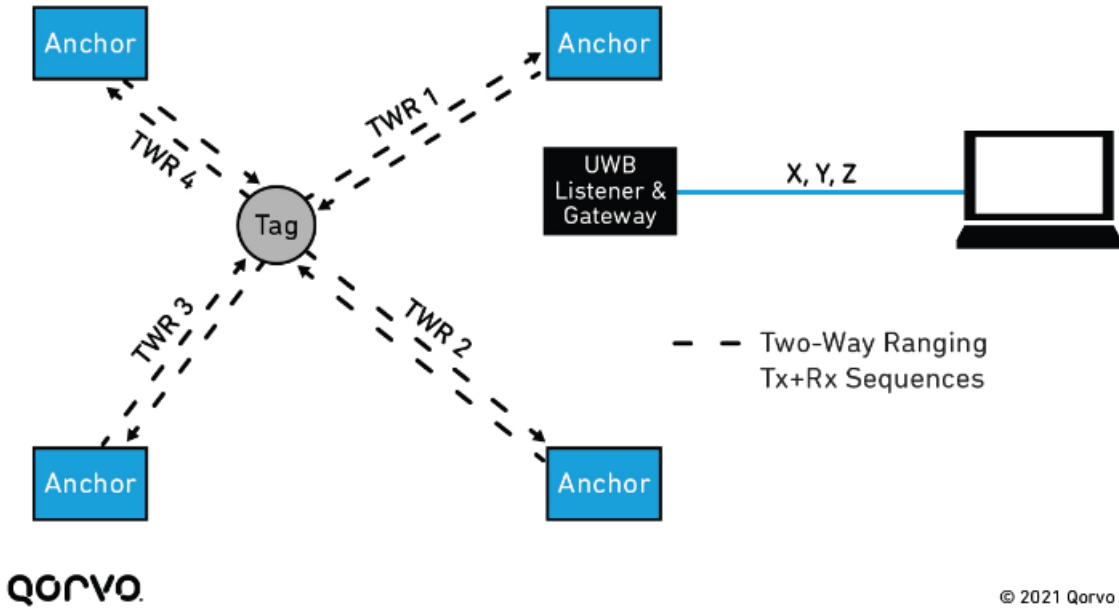 Anchor
Anchor
TWR 1
TWR 4
UWB
Listener &
Gateway
X, Y, Z
Tag
TWR 3
TWR 2
Two-Way Ranging
Tx+Rx Sequences
Anchor
Anchor
QORVO.
© 2021 Qorvo